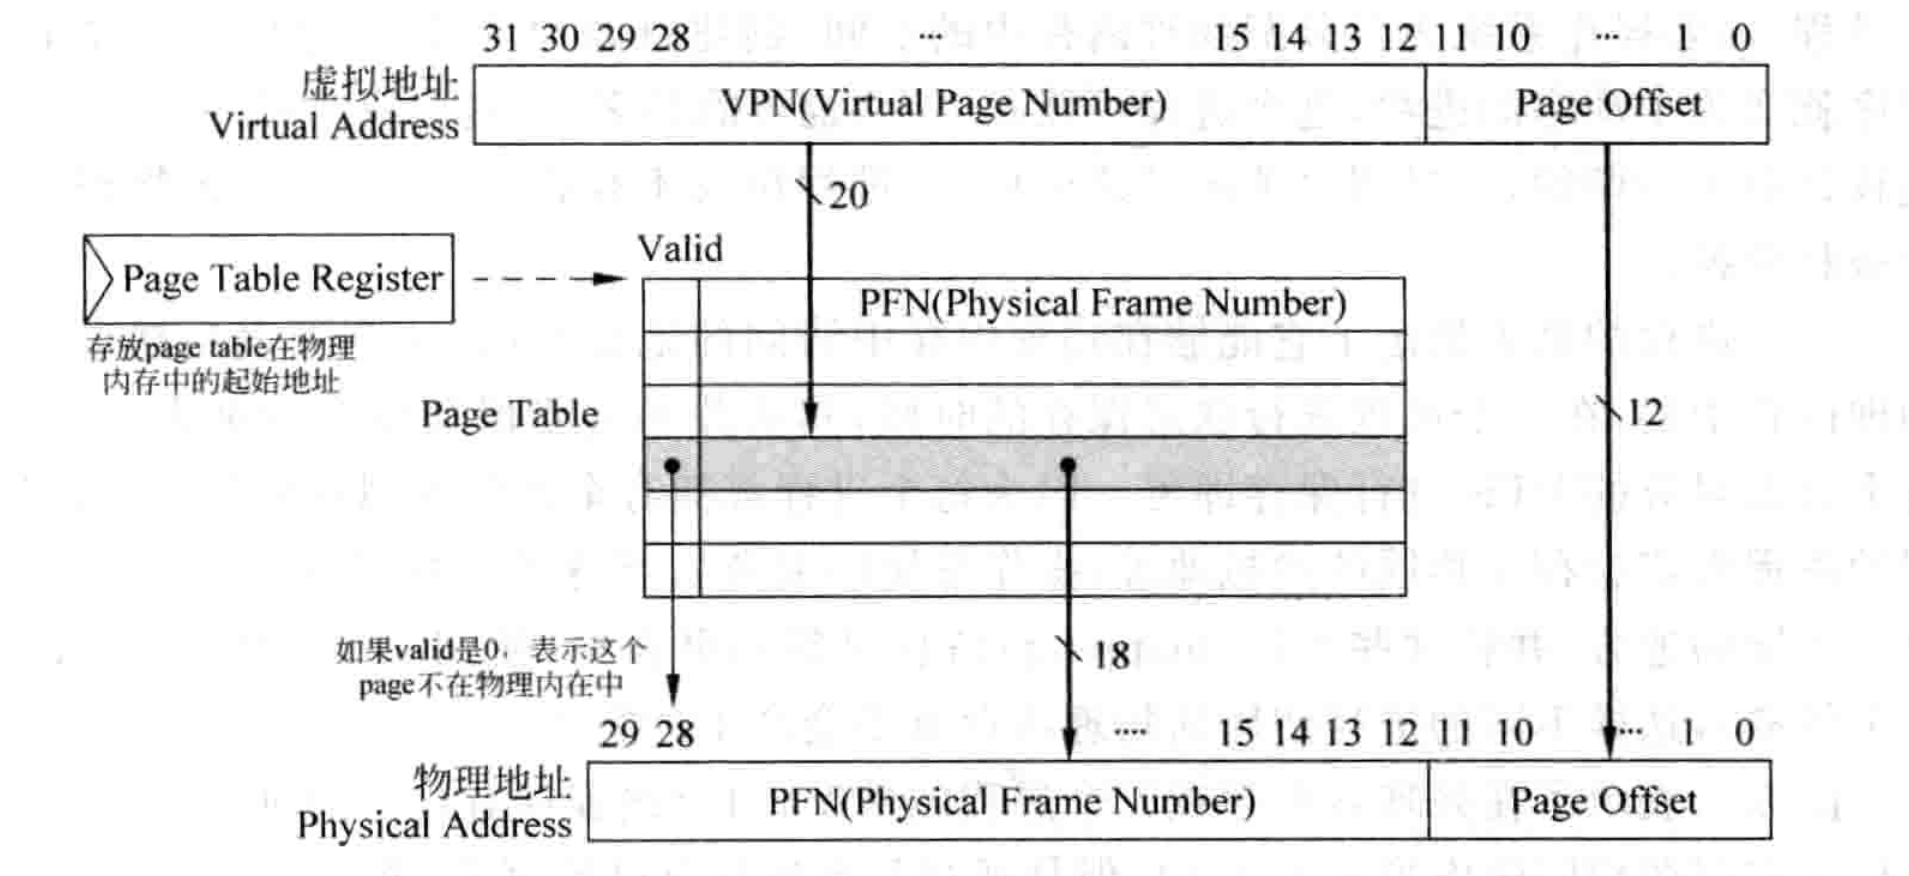 31 30 29 28 ... 15 14 13 12 11 10 ... 1 0
虚拟地址
Virtual Address
VPN(Virtual Page Number)
Page Offset
20
Valid
Page Table Register
PFN(Physical Frame Number)
存放page table在物理
内存中的起始地址
Page Table
12
如果valid是0，表示这个
page不在物理内在中
18
29 28 .... 15 14 13 12 11 10 ... 1 0
物理地址
Physical Address
PFN(Physical Frame Number)
Page Offset